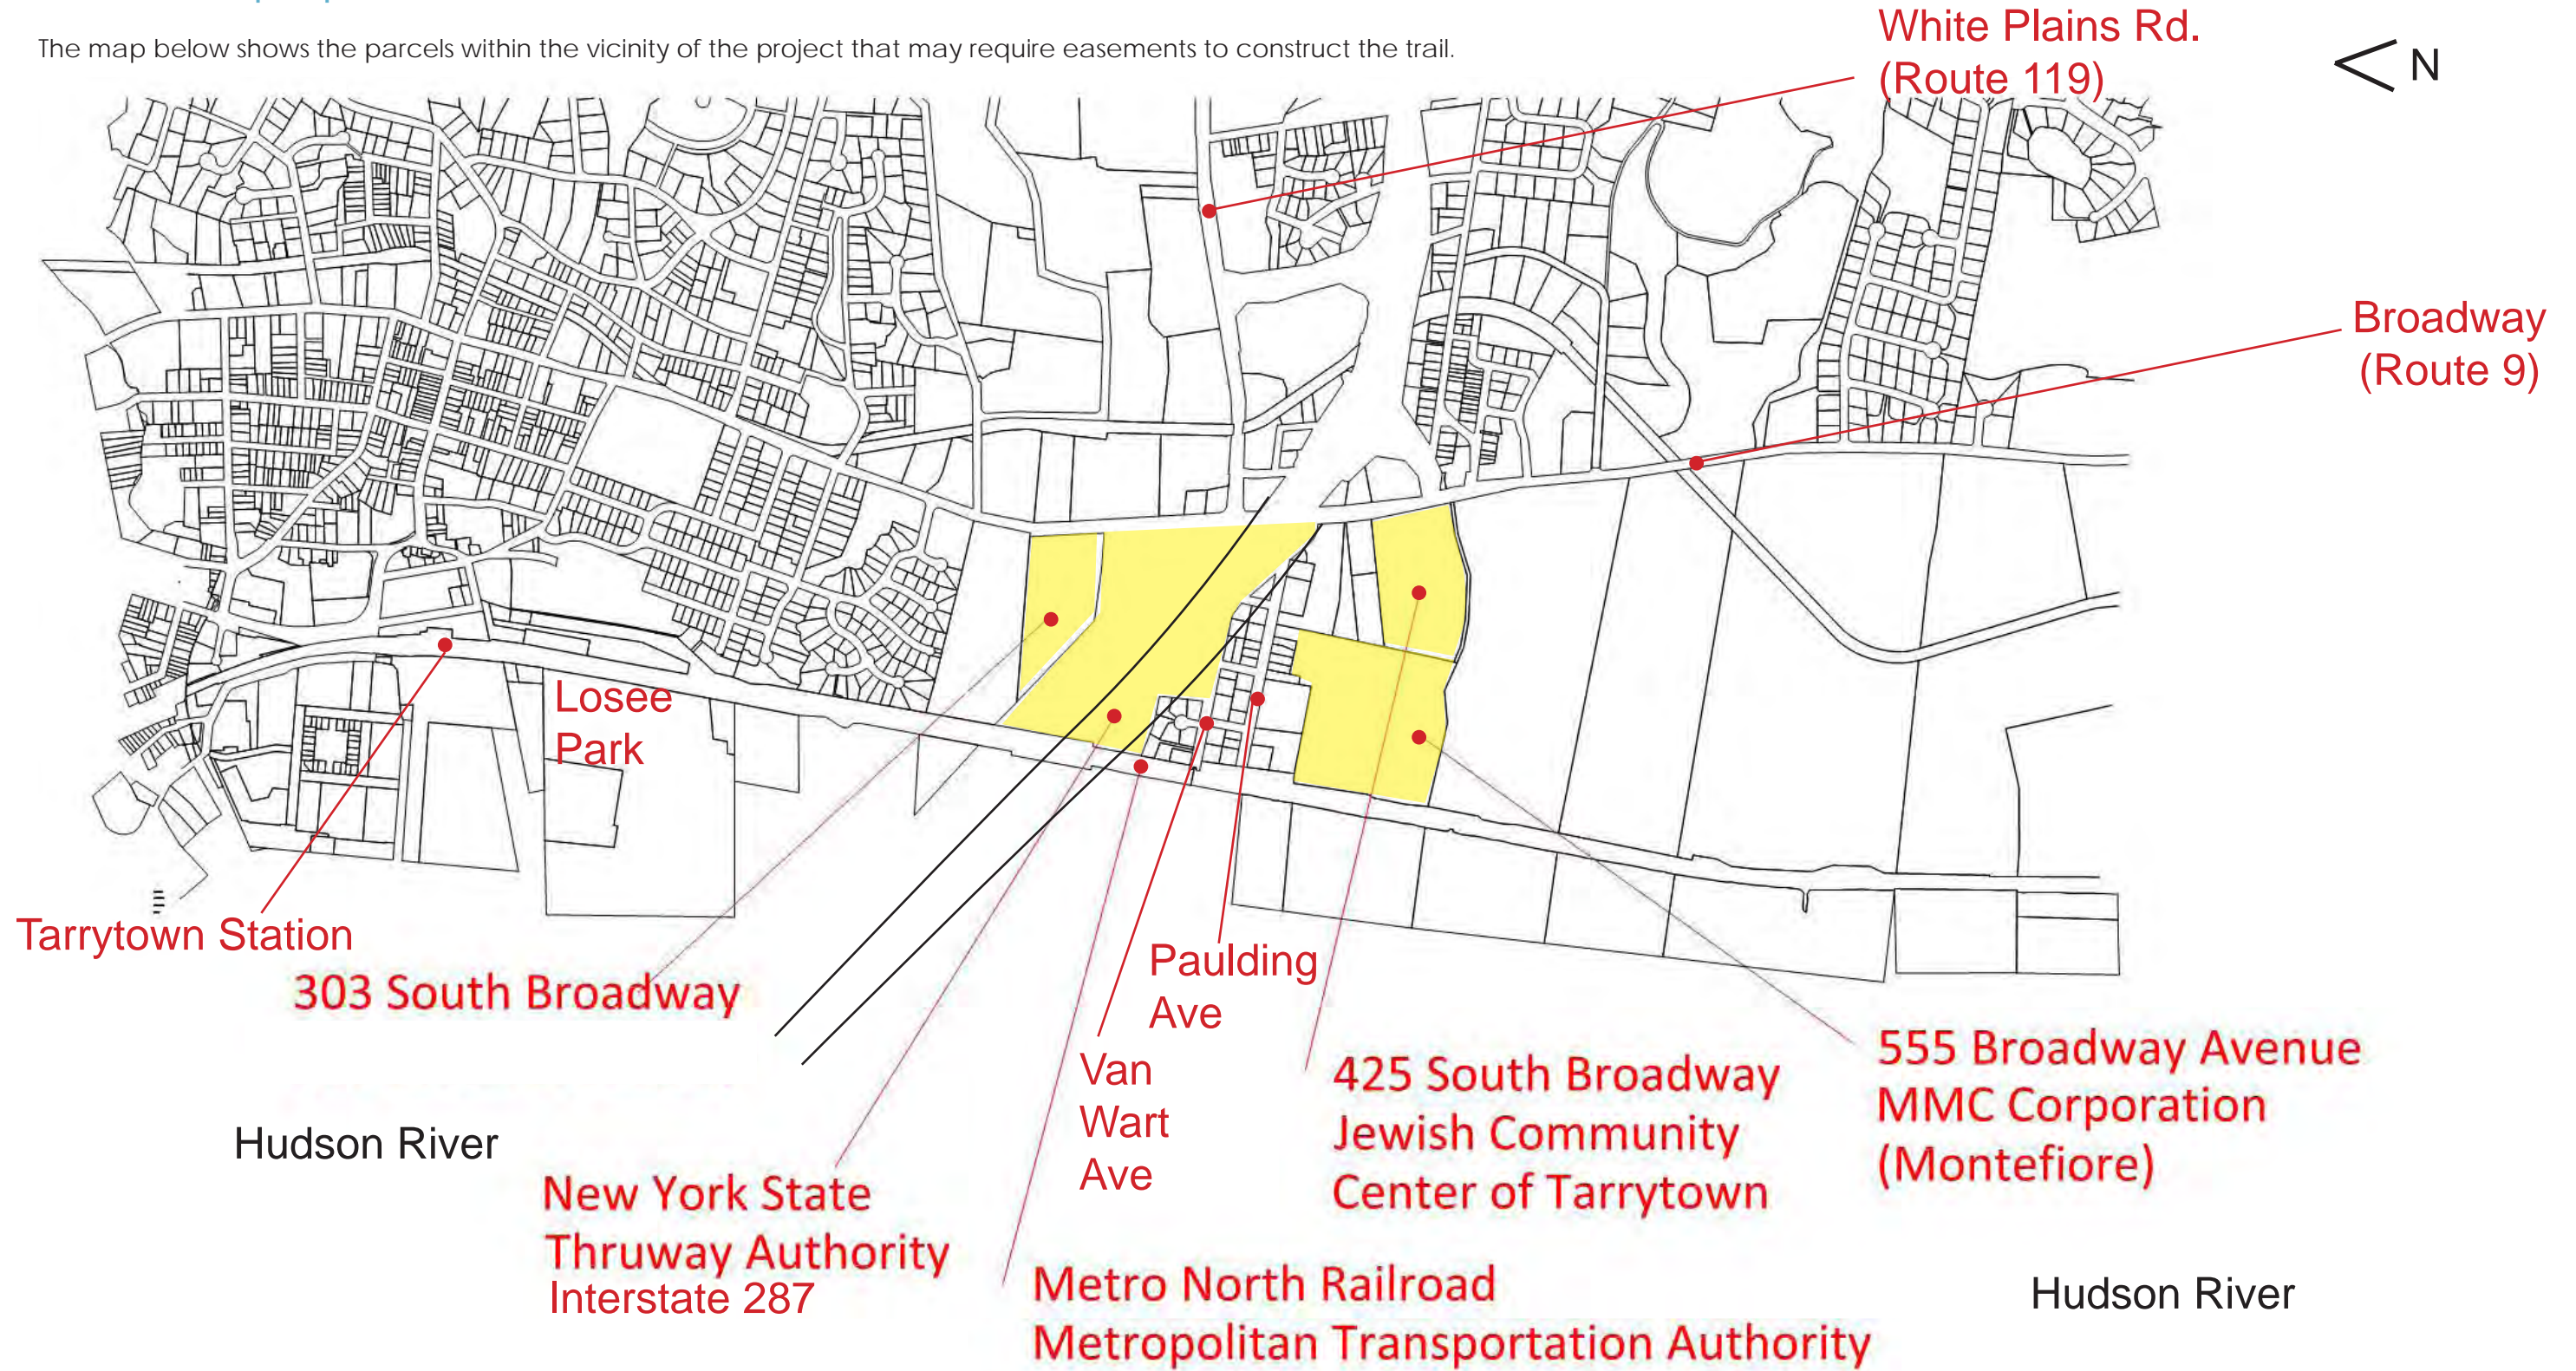 The map below shows the parcels within the vicinity of the project that may require easements to construct the trail.
White Plains Rd.
(Route 119)
N
Broadway
(Route 9)
Losee
Park
Tarrytown Station
303 South Broadway
Paulding
Ave
Van
Wart
Ave
425 South Broadway
Jewish Community
Center of Tarrytown
555 Broadway Avenue
MMC Corporation
(Montefiore)
Hudson River
New York State
Thruway Authority
Interstate 287
Metro North Railroad
Metropolitan Transportation Authority
Hudson River